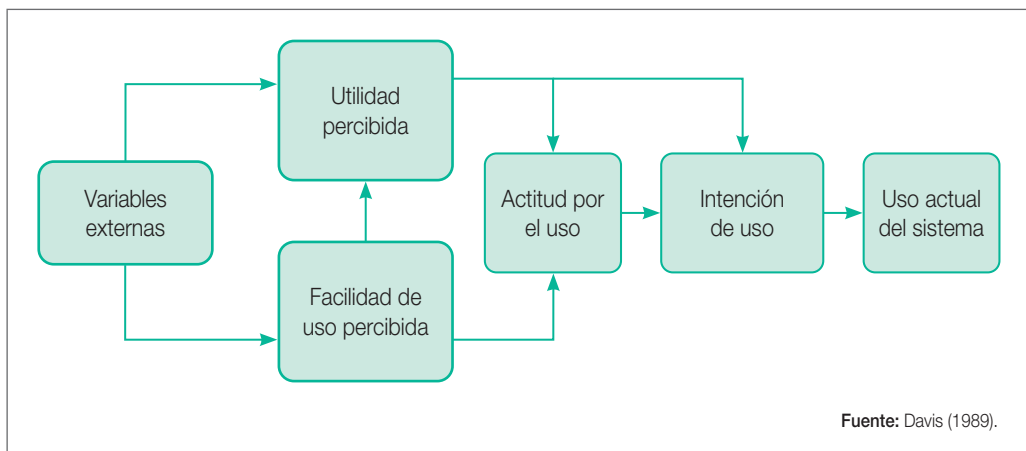 Utilidad
percibida
Variables
externas
Actitud por
el uso
Intención
de uso
Uso actual
del sistema
Facilidad de
uso percibida
Fuente: Davis (1989).